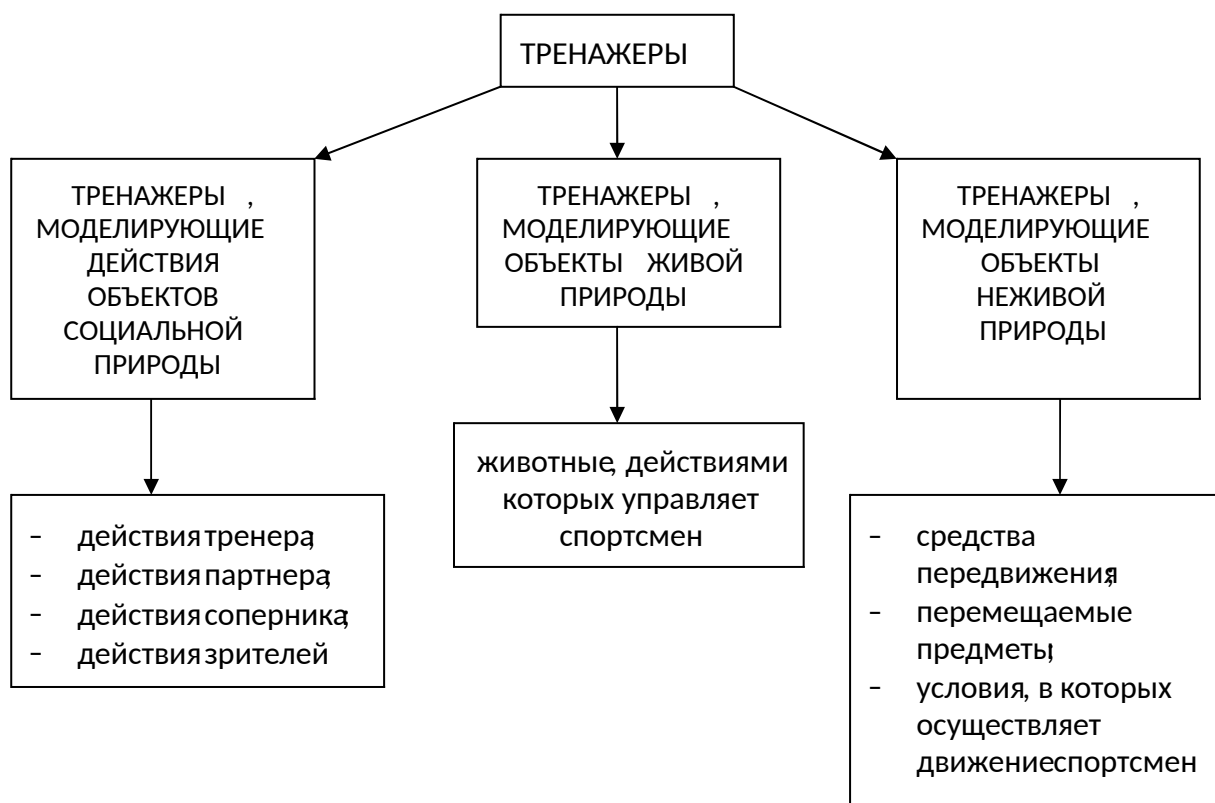 ТРЕНАЖЕРЫ
ТРЕНАЖЕРЫ ,
МОДЕЛИРУЮЩИЕ
ДЕЙСТВИЯ
ОБЪЕКТОВ
СОЦИАЛЬНОЙ
ПРИРОДЫ
ТРЕНАЖЕРЫ ,
МОДЕЛИРУЮЩИЕ
ОБЪЕКТЫ ЖИВОЙ
ПРИРОДЫ
ТРЕНАЖЕРЫ ,
МОДЕЛИРУЮЩИЕ
ОБЪЕКТЫ
НЕЖИВОЙ
ПРИРОДЫ
- действия тренера;
- действия партнера;
- действия соперника;
- действия зрителей
животные, действиями
которых управляет
спортсмен
- средства
передвижения;
- перемещаемые
предметы;
- условия, в которых
осуществляет
движение спортсмен